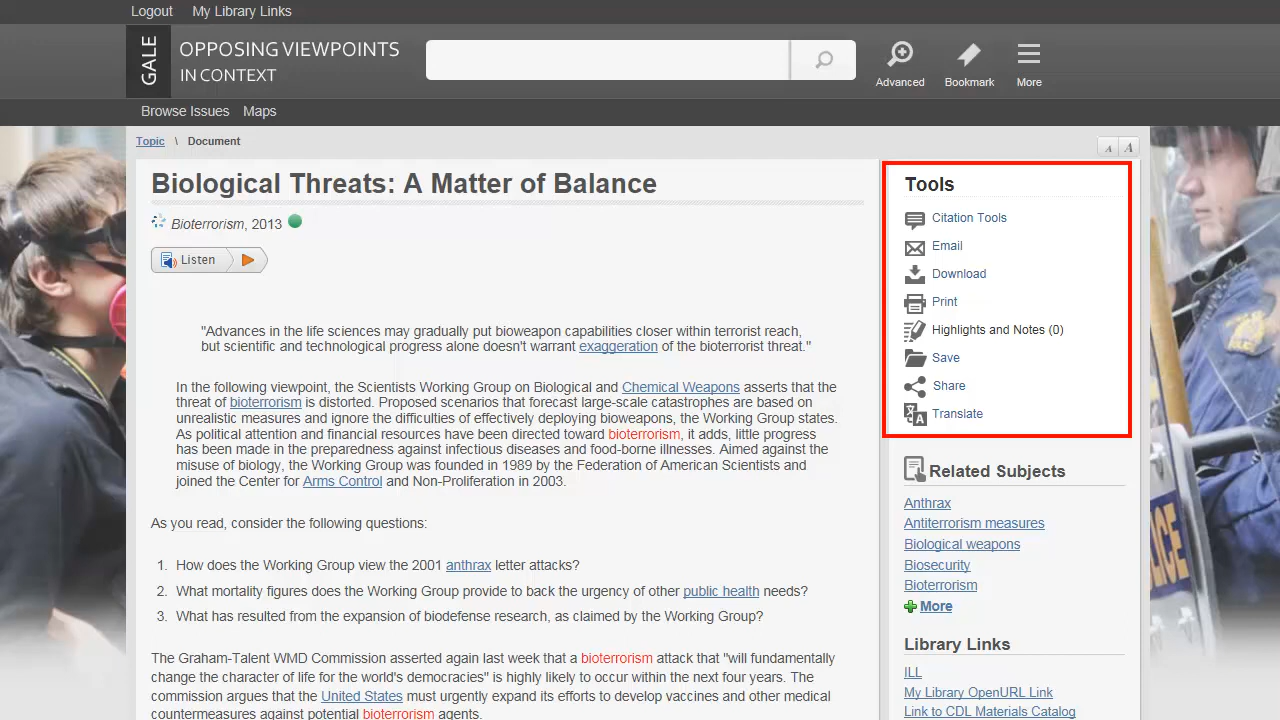 Logout My Library Links
GALE
OPPOSING VIEWPOINTS
IN CONTEXT
Advanced Bookmark More
Browse Issues Maps
Topic \ Document
A A
Biological Threats: A Matter of Balance
Bioterrorism, 2013
Listen
"Advances in the life sciences may gradually put bioweapon capabilities closer within terrorist reach,
but scientific and technological progress alone doesn't warrant exaggeration of the bioterrorist threat."
In the following viewpoint, the Scientists Working Group on Biological and Chemical Weapons asserts that the
threat of bioterrorism is distorted. Proposed scenarios that forecast large-scale catastrophes are based on
unrealistic measures and ignore the difficulties of effectively deploying bioweapons, the Working Group states.
As political attention and financial resources have been directed toward bioterrorism, it adds, little progress
has been made in the preparedness against infectious diseases and food-borne illnesses. Aimed against the
misuse of biology, the Working Group was founded in 1989 by the Federation of American Scientists and
joined the Center for Arms Control and Non-Proliferation in 2003.
As you read, consider the following questions:
1. How does the Working Group view the 2001 anthrax letter attacks?
2. What mortality figures does the Working Group provide to back the urgency of other public health needs?
3. What has resulted from the expansion of biodefense research, as claimed by the Working Group?
The Graham-Talent WMD Commission asserted again last week that a bioterrorism attack that "will fundamentally
change the character of life for the world's democracies" is highly likely to occur within the next four years. The
commission argues that the United States must urgently expand its efforts to develop vaccines and other medical
countermeasures against potential bioterrorism agents.
Tools
Citation Tools
Email
Download
Print
Highlights and Notes (0)
Save
Share
Translate
Related Subjects
Anthrax
Antiterrorism measures
Biological weapons
Biosecurity
Bioterrorism
More
Library Links
ILL
My Library OpenURL Link
Link to CDL Materials Catalog